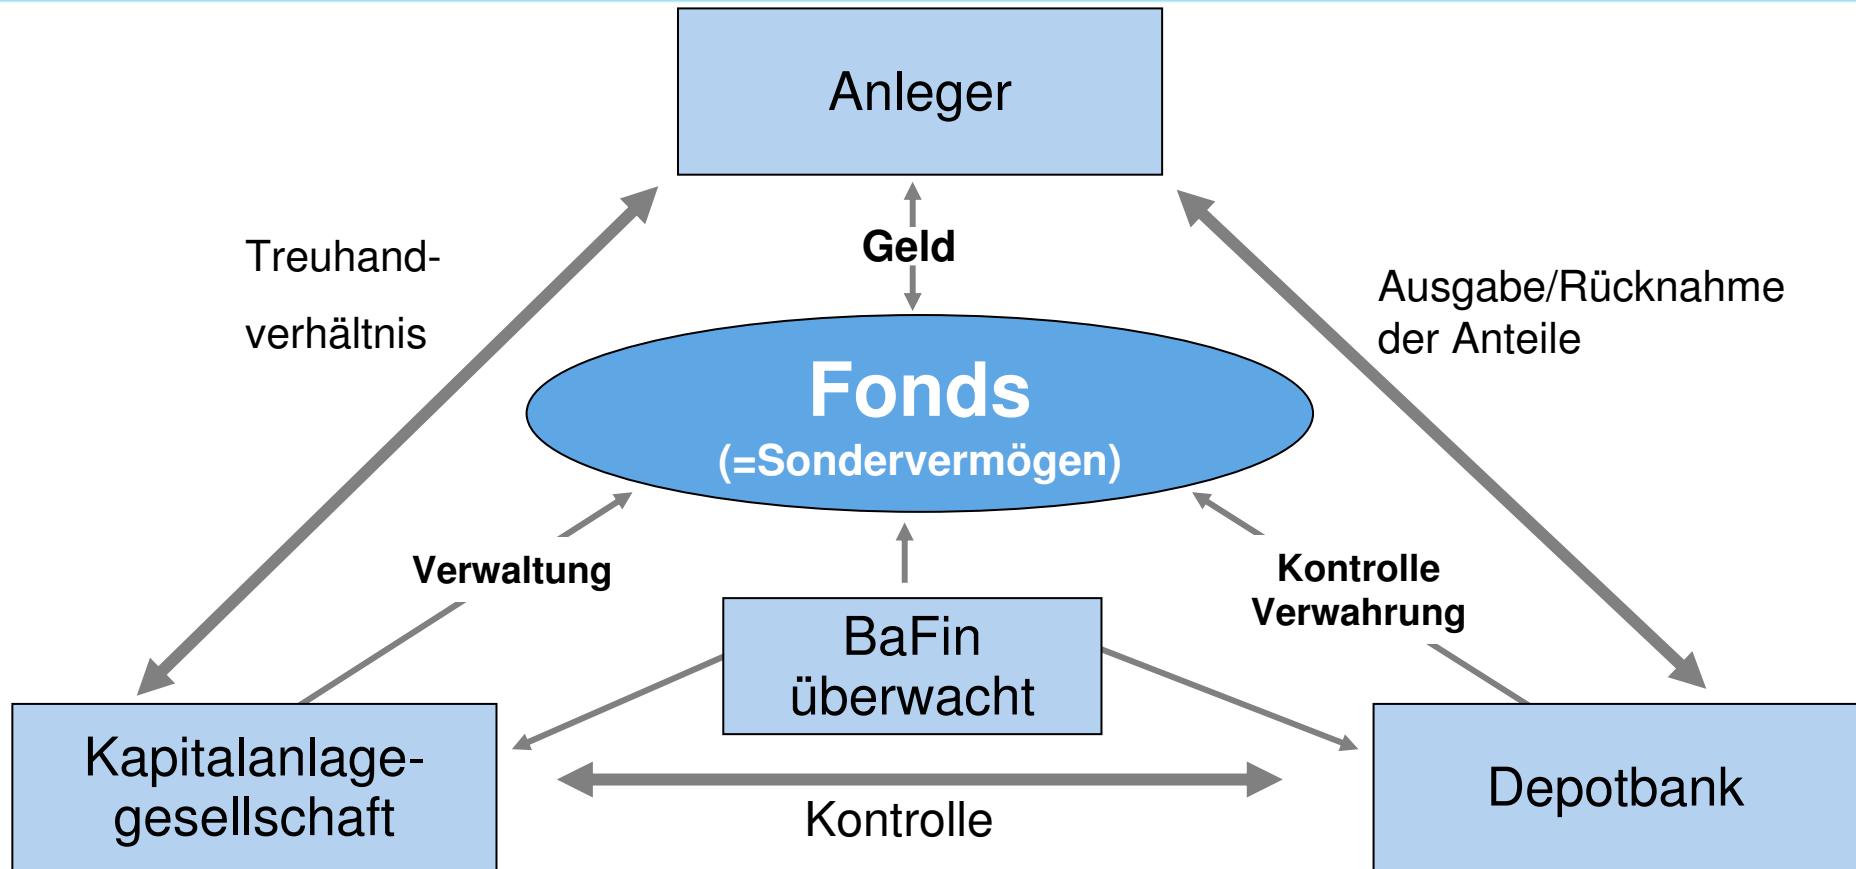 Anleger
Treuhand-
verhältnis
Geld
Ausgabe/Rücknahme
der Anteile
Fonds
(=Sondervermögen)
Verwaltung
Kontrolle
Verwahrung
BaFin
überwacht
Kapitalanlage-
gesellschaft
Kontrolle
Depotbank